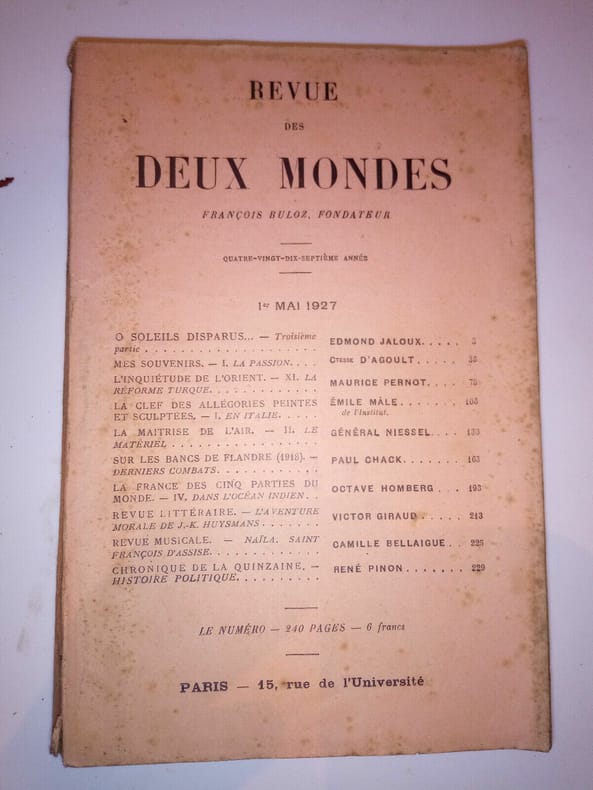 REVUE
DES
DEUX MONDES
FRANÇOIS BULOZ, FONDATEUR
QUATRE-VINGT-DIX-SEPTIÈME ANNÉE
1er MAI 1927
O SOLEILS DISPARUS... — Troisième
partie . . . . . . . . . . . . . . . . EDMOND JALOUX. . . . .
MES SOUVENIRS. — I. LA PASSION. . . . Ctesse D'AGOULT . . . . .
L'INQUIÉTUDE DE L'ORIENT. — XI. LA
RÉFORME TURQUE. . . . . . . . . . . MAURICE PERNOT. . . .
LA CLEF DES ALLÉGORIES PEINTES
ET SCULPTÉES. — I. EN ITALIE. . . . . ÉMILE MÂLE. . . . . . .
de l'Institut.
LA MAITRISE DE L'AIR. — II. LE
MATÉRIEL . . . . . . . . . . . . . . GÉNÉRAL NIESSEL. . . . 133
SUR LES BANCS DE FLANDRE (1918). —
DERNIERS COMBATS. . . . . . . . . . PAUL CHACK. . . . . . . 163
LA FRANCE DES CINQ PARTIES DU
MONDE. — IV. DANS L'OCÉAN INDIEN . . OCTAVE HOMBERG . . . 193
REVUE LITTÉRAIRE. — L'AVENTURE
MORALE DE J.-K. HUYSMANS . . . . . . . VICTOR GIRAUD . . . . . 213
REVUE MUSICALE. — NAÏLA. SAINT
FRANÇOIS D'ASSISE. . . . . . . . . . . CAMILLE BELLAIGUE . . 225
CHRONIQUE DE LA QUINZAINE. —
HISTOIRE POLITIQUE. . . . . . . . . . RENÉ PINON . . . . . . . 229
LE NUMÉRO — 240 PAGES — 6 francs
PARIS — 15, rue de l'Université